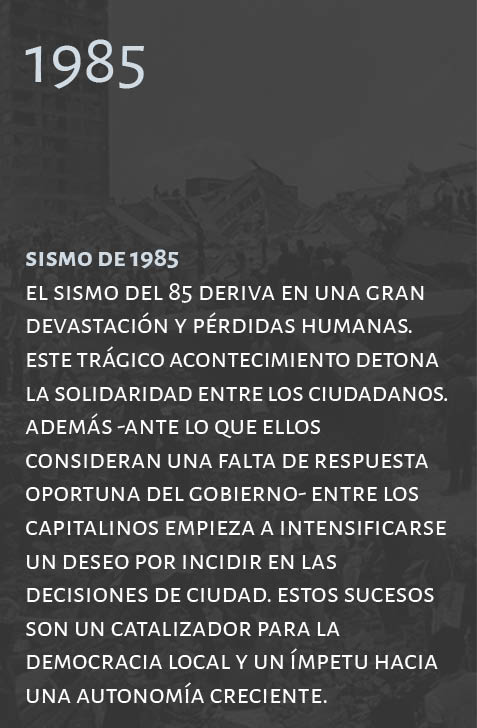 1985
SISMO DE 1985
EL SISMO DEL 85 DERIVA EN UNA GRAN
DEVASTACIÓN Y PÉRDIDAS HUMANAS.
ESTE TRÁGICO ACONTECIMIENTO DETONA
LA SOLIDARIDAD ENTRE LOS CIUDADANOS.
ADEMÁS -ANTE LO QUE ELLOS
CONSIDERAN UNA FALTA DE RESPUESTA
OPORTUNA DEL GOBIERNO- ENTRE LOS
CAPITALINOS EMPIEZA A INTENSIFICARSE
UN DESEO POR INCIDIR EN LAS
DECISIONES DE CIUDAD. ESTOS SUCESOS
SON UN CATALIZADOR PARA LA
DEMOCRACIA LOCAL Y UN ÍMPETU HACIA
UNA AUTONOMÍA CRECIENTE.